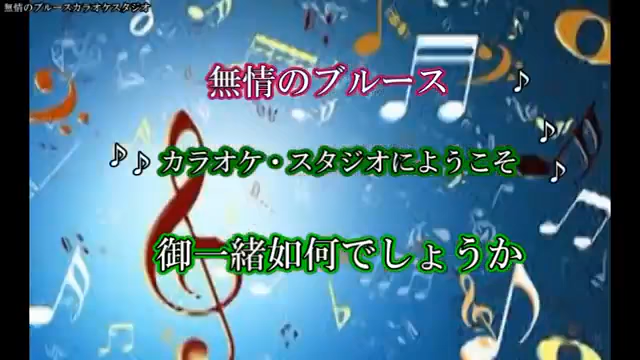 無情のブルースカラオケスタジオ
無情のブルース♪
♪♪カラオケ・スタジオにようこそ♪♪
御一緒如何でしょうか